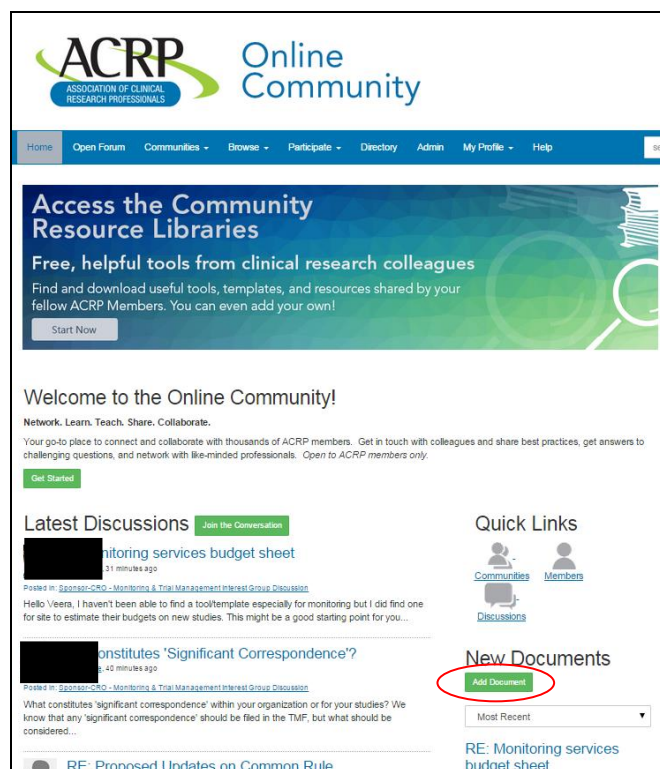 ACRP
ASSOCIATION OF CLINICAL
RESEARCH PROFESSIONALS
Online
Community
Home Open Forum Communities Browse Participate Directory Admin My Profile Help
Access the Community
Resource Libraries
Free, helpful tools from clinical research colleagues
Find and download useful tools, templates, and resources shared by your
fellow ACRP Members. You can even add your own!
Start Now
Welcome to the Online Community!
Network. Learn. Teach. Share. Collaborate.
Your go-to place to connect and collaborate with thousands of ACRP members. Get in touch with colleagues and share best practices, get answers to
challenging questions, and network with like-minded professionals. Open to ACRP members only.
Get Started
Latest Discussions Join the Conversation
nitoring services budget sheet
, 31 minutes ago
Posted in: Sponsor-CRO - Monitoring & Trial Management Interest Group Discussion
Hello Veera, I haven't been able to find a tool/template especially for monitoring but I did find one
for site to estimate their budgets on new studies. This might be a good starting point for you...
onstitutes 'Significant Correspondence'?
, 40 minutes ago
Posted in: Sponsor-CRO - Monitoring & Trial Management Interest Group Discussion
What constitutes 'significant correspondence' within your organization or for your studies? We
know that any 'significant correspondence' should be filed in the TMF, but what should be
considered...
RE: Proposed Updates on Common Rule
Quick Links
Communities Members
Discussions
New Documents
Add Document
Most Recent
RE: Monitoring services
budget sheet